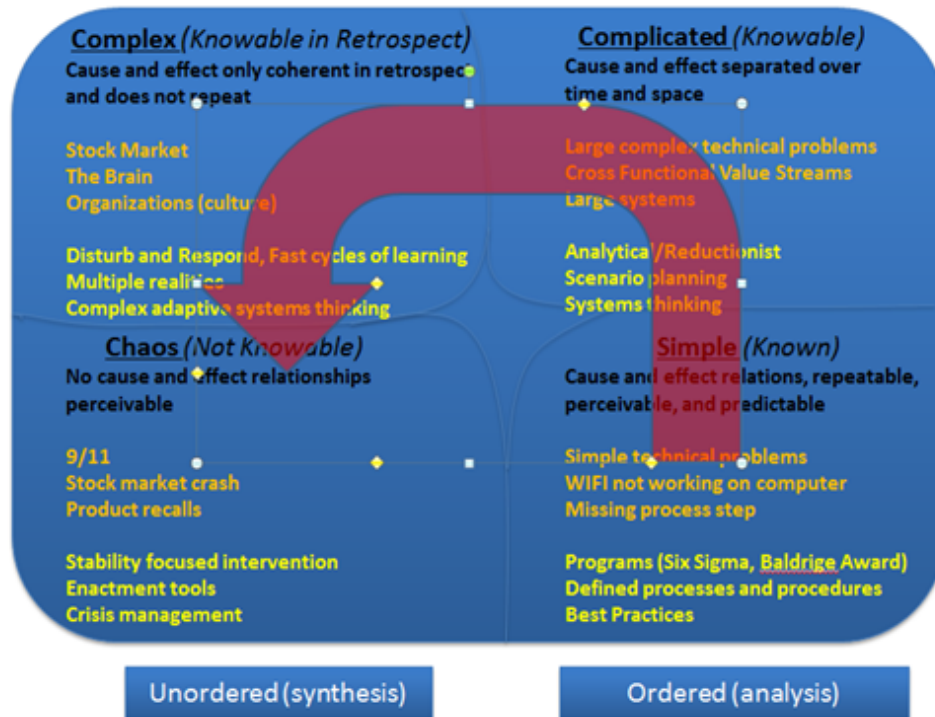 Complex (Knowable in Retrospect)
Cause and effect only coherent in retrospect
and does not repeat
Stock Market
The Brain
Organizations (culture)
Disturb and Respond, Fast cycles of learning
Multiple realities
Complex adaptive systems thinking
Complicated (Knowable)
Cause and effect separated over
time and space
Large complex technical problems
Cross Functional Value Streams
Large systems
Analytical/Reductionist
Scenario planning
Systems thinking
Chaos (Not Knowable)
No cause and effect relationships
perceivable
9/11
Stock market crash
Product recalls
Stability focused intervention
Enactment tools
Crisis management
Simple (Known)
Cause and effect relations, repeatable,
perceivable, and predictable
Simple technical problems
WIFI not working on computer
Missing process step
Programs (Six Sigma, Baldrige Award)
Defined processes and procedures
Best Practices
Unordered (synthesis)
Ordered (analysis)